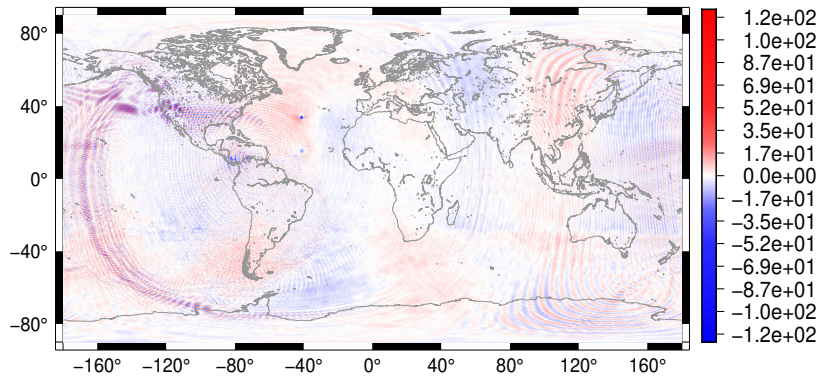 80°
40°
0°
−40°
−80°
−160°
−120°
−80°
−40°
0°
40°
80°
120°
160°
1.2e+02
1.0e+02
8.7e+01
6.9e+01
5.2e+01
3.5e+01
1.7e+01
0.0e+00
−1.7e+01
−3.5e+01
−5.2e+01
−6.9e+01
−8.7e+01
−1.0e+02
−1.2e+02